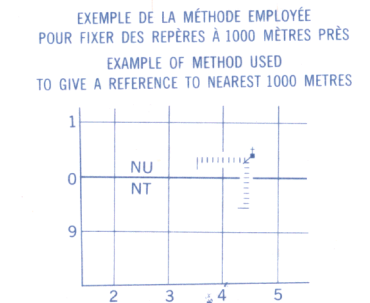 EXEMPLE DE LA MÉTHODE EMPLOYÉE
POUR FIXER DES REPÈRES À 1000 MÈTRES PRÈS
EXAMPLE OF METHOD USED
TO GIVE A REFERENCE TO NEAREST 1000 METRES
1
NU
0
NT
9
2 3 4 5